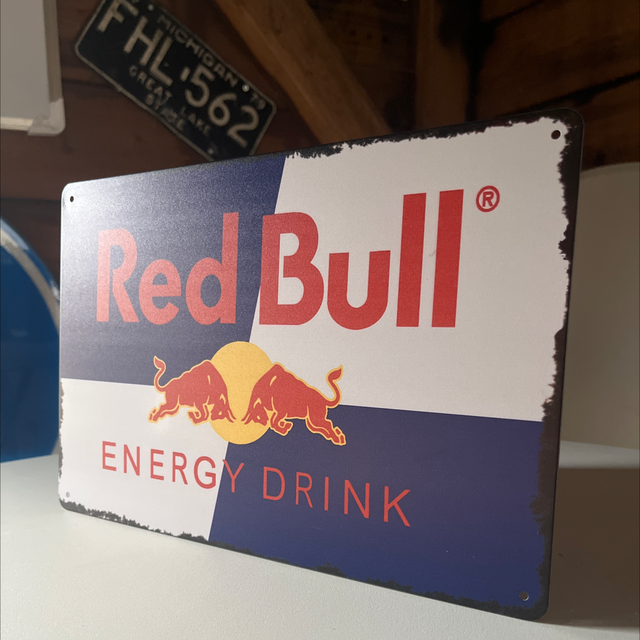 MICHIGAN
FHL·562
GREAT LAKE STATE
Red Bull®
ENERGY DRINK